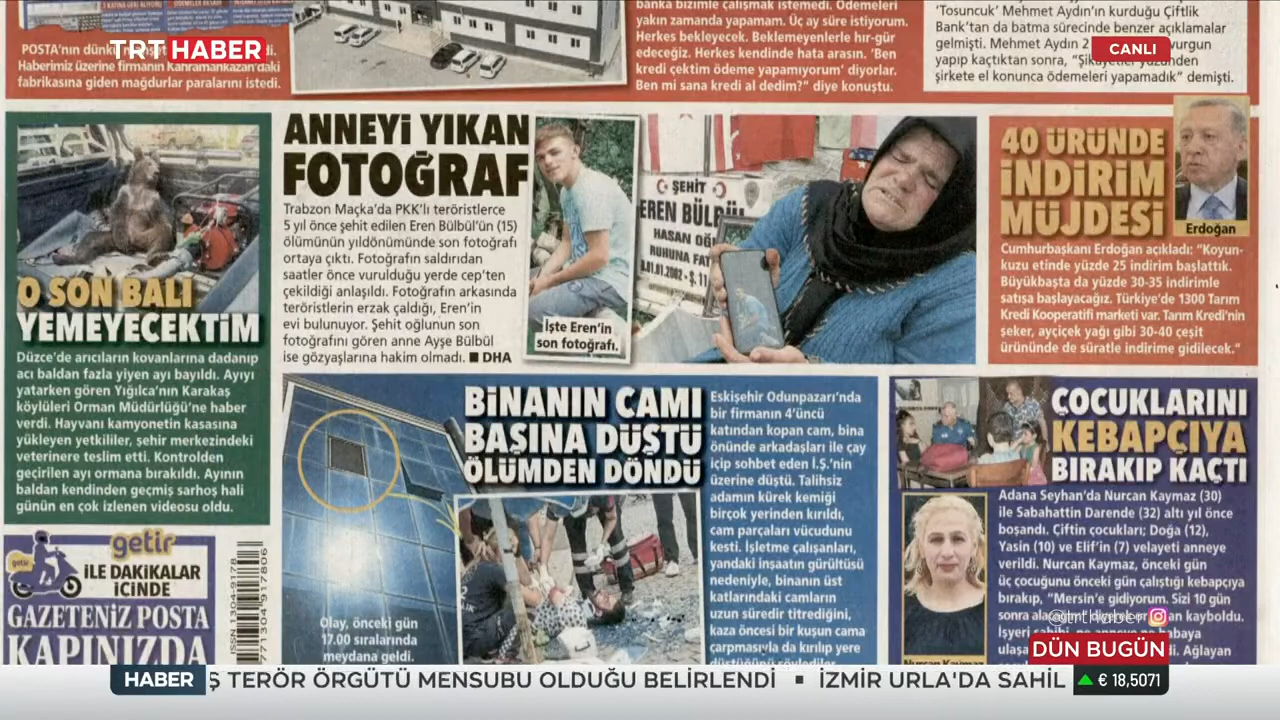 POSTA'nın
TRT HABER
Haberimiz üzerine firmanın Kahramankazan'daki
fabrikasına giden mağdurlar paralarını istedi.
banka bizimle çalışmak istemedi. Ödemeleri
yakın zamanda yapamam. Üç ay süre istiyorum.
Herkes bekleyecek. Beklemeyenlerle hır-gür
edeceğiz. Herkes kendinde hata arasın. 'Ben
kredi çektim ödeme yapamıyorum' diyorlar.
Ben mi sana kredi al dedim?" diye konuştu.
'Tosuncuk' Mehmet Aydın'ın kurduğu Çiftlik
Bank'tan da batma sürecinde benzer açıklamalar
gelmişti. Mehmet Aydın
CANLI
yapıp kaçtıktan sonra,
şirkete el konunca ödemeleri yapamadık" demişti.
O SON BALI
YEMEYECEKTİM
Düzce'de arıcıların kovanlarına dadanıp
acı baldan fazla yiyen ayı bayıldı. Ayıyı
yatarken gören Yığılca'nın Karakaş
köylüleri Orman Müdürlüğü'ne haber
verdi. Hayvanı kamyonetin kasasına
yükleyen yetkililer, şehir merkezindeki
veterinere teslim etti. Kontrolden
geçirilen ayı ormana bırakıldı. Ayının
baldan kendinden geçmiş sarhoş hali
günün en çok izlenen videosu oldu.
ANNEYİ YIKAN
FOTOĞRAF
Trabzon Maçka'da PKK'lı teröristlerce
5 yıl önce şehit edilen Eren Bülbül'ün (15)
ölümünün yıldönümünde son fotoğrafı
ortaya çıktı. Fotoğrafın saldırıdan
saatler önce vurulduğu yerde cep'ten
çekildiği anlaşıldı. Fotoğrafın arkasında
teröristlerin erzak çaldığı, Eren'in
evi bulunuyor. Şehit oğlunun son
fotoğrafını gören anne Ayşe Bülbül
ise gözyaşlarına hakim olmadı. ■ DHA
İşte Eren'in
son fotoğrafı.
ŞEHİT
EREN BÜLBÜL
HASAN
RUHUNA
01.01.2002
40 ÜRÜNDE
İNDİRİM
MÜJDESİ
Erdoğan
Cumhurbaşkanı Erdoğan açıkladı: "Koyun-
kuzu etinde yüzde 25 indirim başlattık.
Büyükbaşta da yüzde 30-35 indirimle
satışa başlayacağız. Türkiye'de 1300 Tarım
Kredi Kooperatifi marketi var. Tarım Kredi'nin
şeker, ayçiçek yağı gibi 30-40 çeşit
ürününde de süratle indirime gidilecek."
getir
getir
İLE DAKİKALAR
İÇİNDE
GAZETENİZ POSTA
KAPINIZDA
ISSN 1304-9178
771304 917806
BİNANIN CAMI
BAŞINA DÜŞTÜ
ÖLÜMDEN DÖNDÜ
Olay, önceki gün
17.00 sıralarında
meydana geldi.
Eskişehir Odunpazarı'nda
bir firmanın 4'üncü
katından kopan cam, bina
önünde arkadaşları ile çay
içip sohbet eden İ.Ş.'nin
üzerine düştü. Talihsiz
adamın kürek kemiği
birçok yerinden kırıldı,
cam parçaları vücudunu
kesti. İşletme çalışanları,
yandaki inşaatın gürültüsü
nedeniyle, binanın üst
katlarındaki camların
uzun süredir titrediğini,
kaza öncesi bir kuşun cama
çarpmasıyla da kırılıp yere
düştüğünü söylediler.
ÇOCUKLARINI
KEBAPÇIYA
BIRAKIP KAÇTI
Adana Seyhan'da Nurcan Kaymaz (30)
ile Sabahattin Darende (32) altı yıl önce
boşandı. Çiftin çocukları; Doğa (12),
Yasin (10) ve Elif'in (7) velayeti anneye
verildi. Nurcan Kaymaz, önceki gün
üç çocuğunu önceki gün çalıştığı kebapçıya
bırakıp, "Mersin'e gidiyorum. Sizi 10 gün
sonra kayboldu.
@trthaber
Ağlayan
Nurcan Kaymaz
DÜN BUGÜN
HABER Ş TERÖR ÖRGÜTÜ MENSUBU OLDUĞU BELİRLENDİ ▪ İZMİR URLA'DA SAHİL ▲ € 18,5071